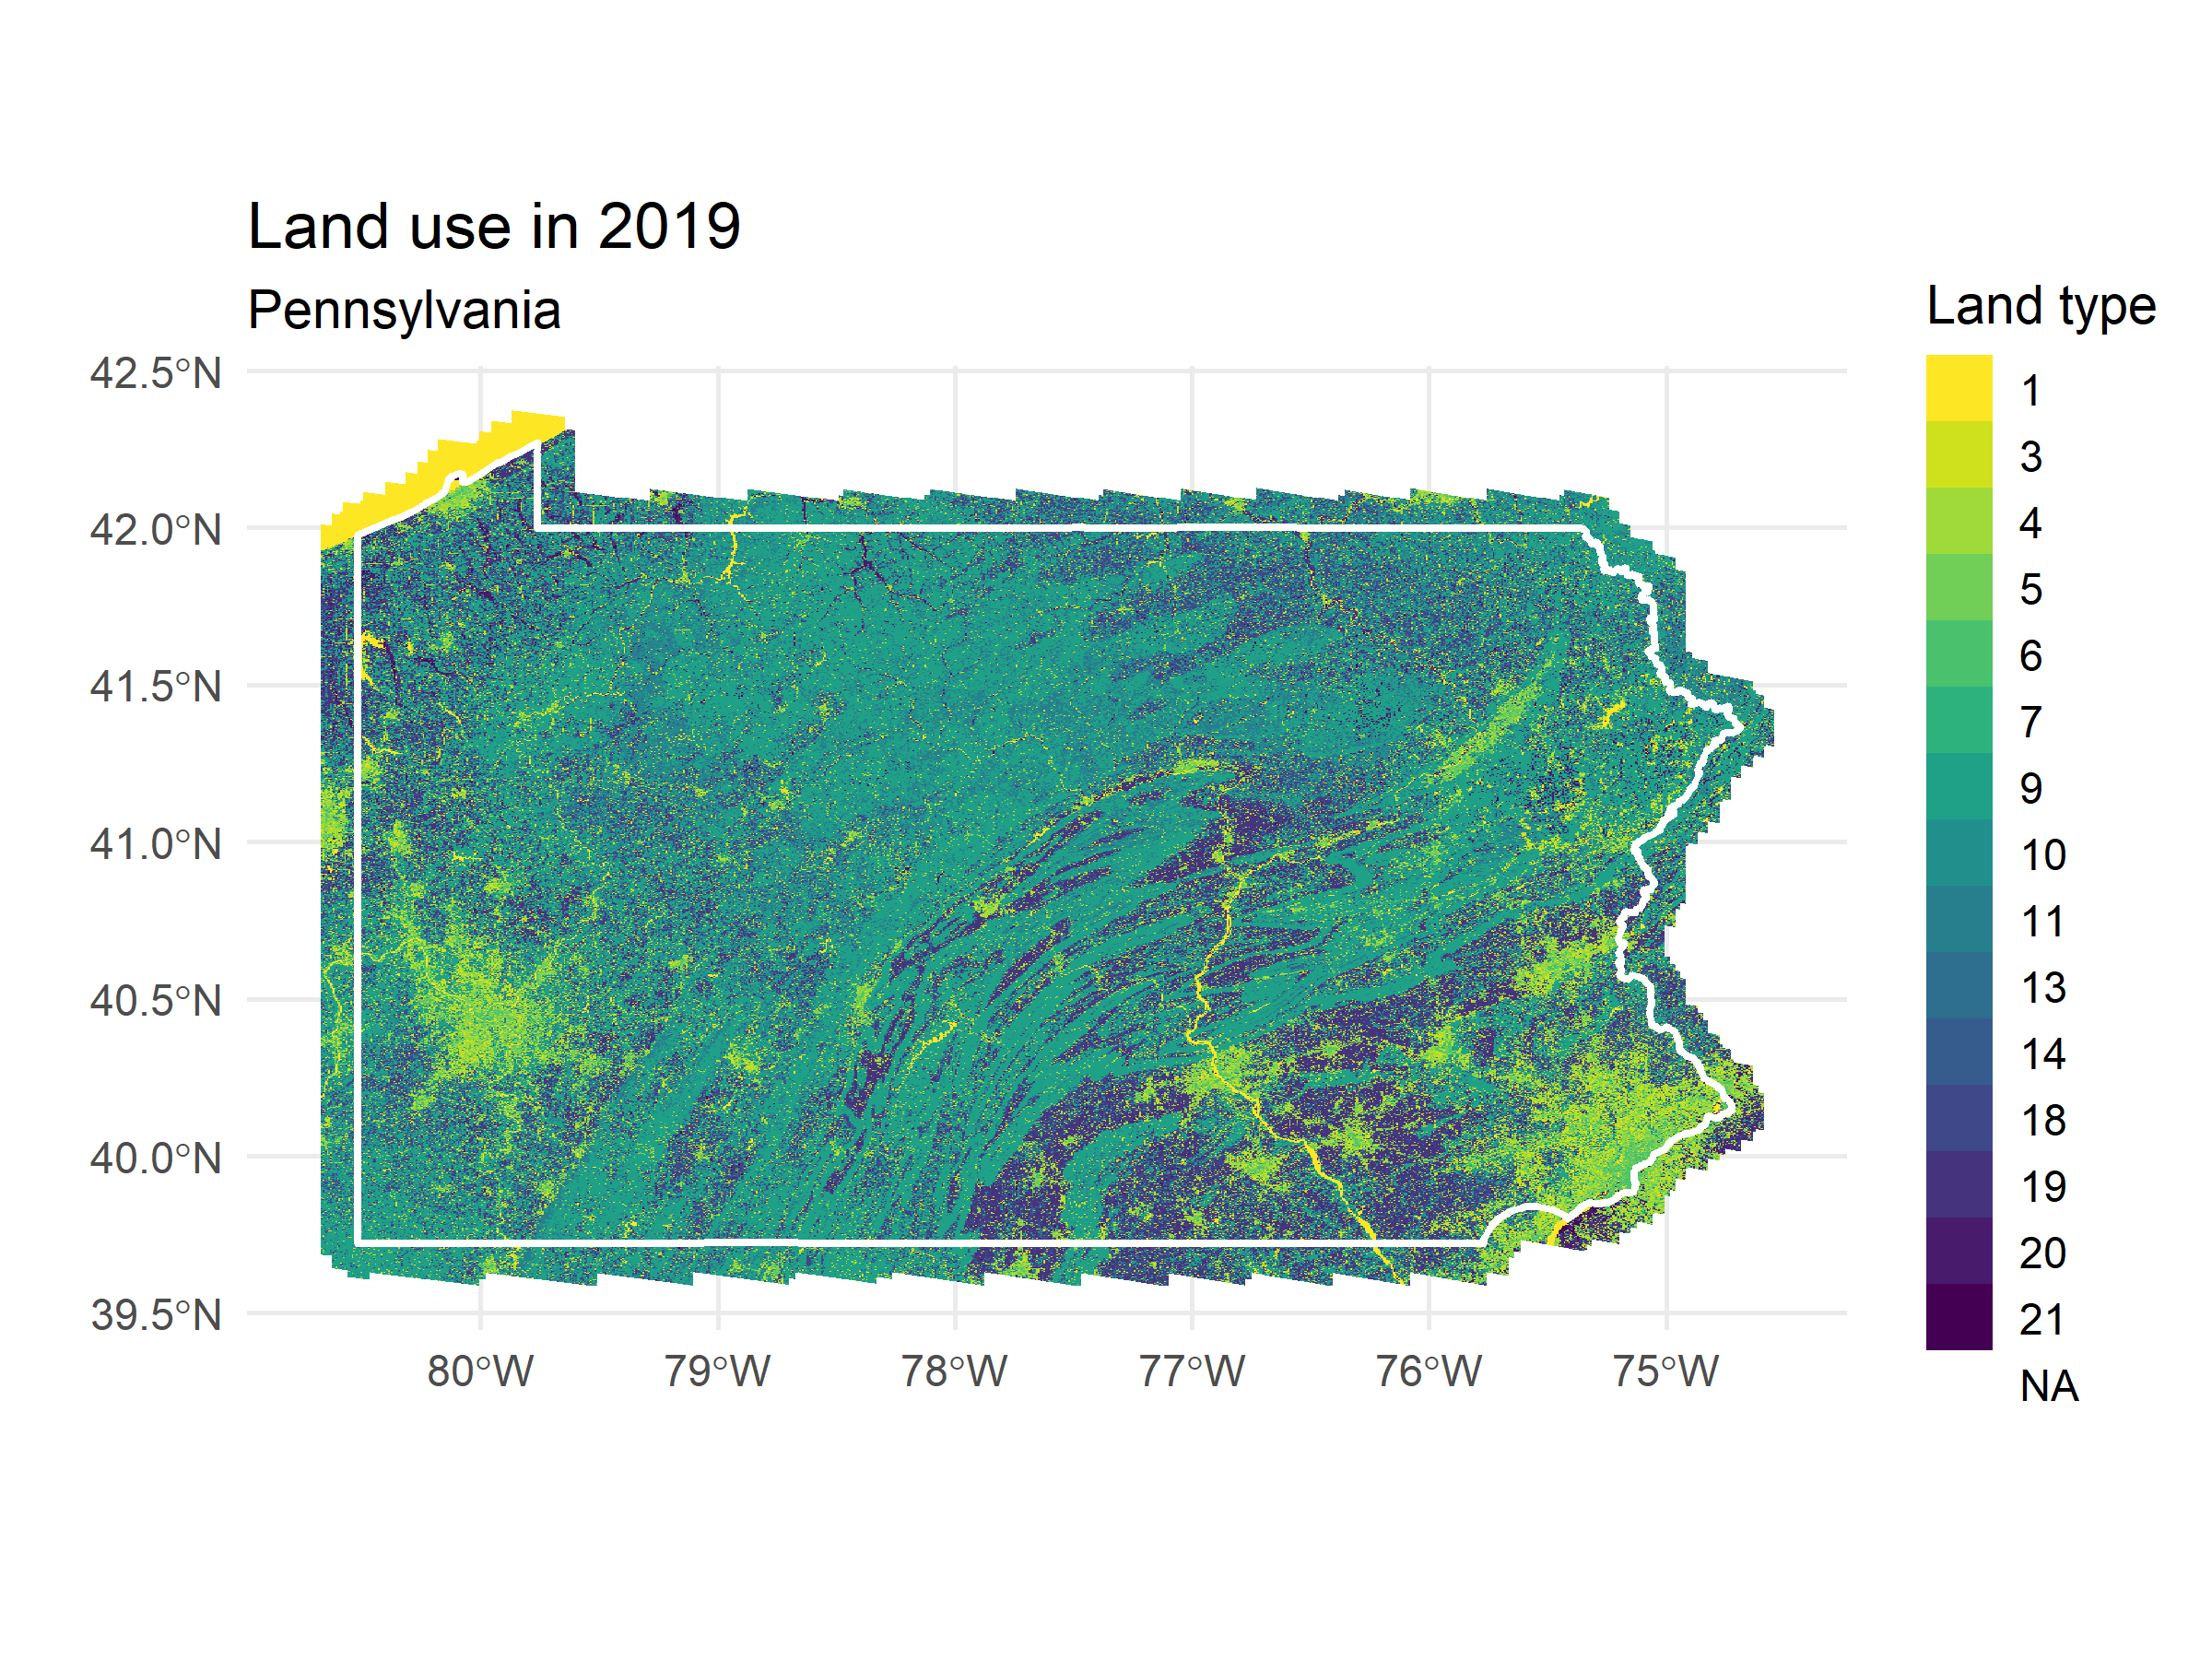 Land use in 2019
Pennsylvania
42.5°N
42.0°N
41.5°N
41.0°N
40.5°N
40.0°N
39.5°N
80°W
79°W
78°W
77°W
76°W
75°W
Land type
1
3
4
5
6
7
9
10
11
13
14
18
19
20
21
NA